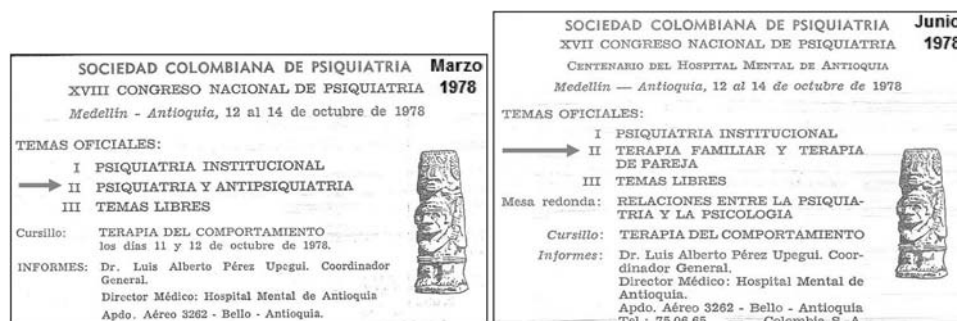 SOCIEDAD COLOMBIANA DE PSIQUIATRIA Marzo
XVIII CONGRESO NACIONAL DE PSIQUIATRIA 1978
Medellín - Antioquia, 12 al 14 de octubre de 1978
TEMAS OFICIALES:
I PSIQUIATRIA INSTITUCIONAL
II PSIQUIATRIA Y ANTIPSIQUIATRIA
III TEMAS LIBRES
Cursillo: TERAPIA DEL COMPORTAMIENTO
los días 11 y 12 de octubre de 1978.
INFORMES: Dr. Luis Alberto Pérez Upegui. Coordinador
General.
Director Médico: Hospital Mental de Antioquia
Apdo. Aéreo 3262 - Bello - Antioquia.
SOCIEDAD COLOMBIANA DE PSIQUIATRIA Junio
XVII CONGRESO NACIONAL DE PSIQUIATRIA 1978
CENTENARIO DEL HOSPITAL MENTAL DE ANTIOQUIA
Medellín — Antioquia, 12 al 14 de octubre de 1978
TEMAS OFICIALES:
I PSIQUIATRIA INSTITUCIONAL
II TERAPIA FAMILIAR Y TERAPIA
DE PAREJA
III TEMAS LIBRES
Mesa redonda: RELACIONES ENTRE LA PSIQUIA-
TRIA Y LA PSICOLOGIA
Cursillo: TERAPIA DEL COMPORTAMIENTO
Informes: Dr. Luis Alberto Pérez Upegui. Coor-
dinador General.
Director Médico: Hospital Mental de
Antioquia.
Apdo. Aéreo 3262 - Bello - Antioquia
Tel.: 75 06 65 Colombia, S. A.